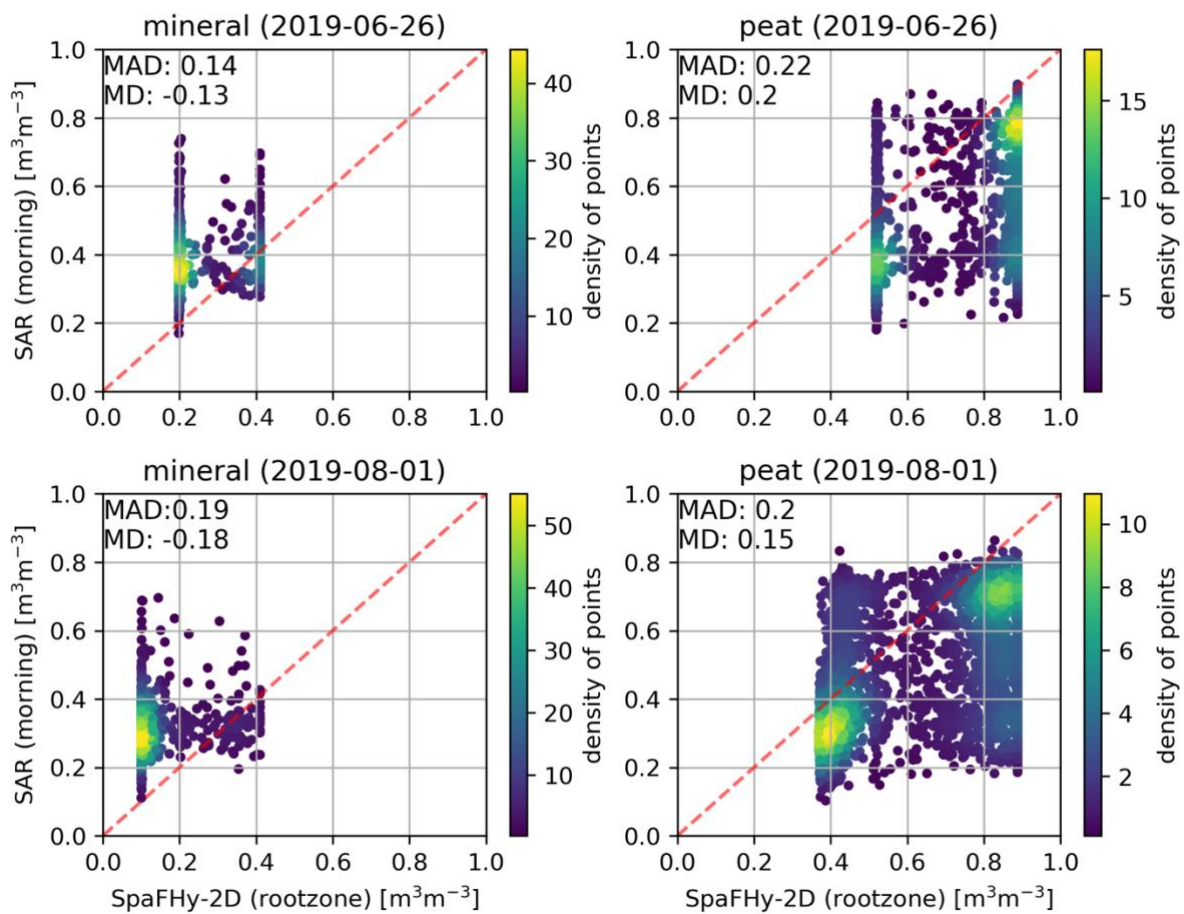 mineral (2019-06-26)
MAD: 0.14
MD: -0.13
SAR (morning) [m³m⁻³]
1.0
0.8
0.6
0.4
0.2
0.0
0.0 0.2 0.4 0.6 0.8 1.0
40
30
20
10
density of points
peat (2019-06-26)
MAD: 0.22
MD: 0.2
1.0
0.8
0.6
0.4
0.2
0.0
0.0 0.2 0.4 0.6 0.8 1.0
15
10
5
density of points
mineral (2019-08-01)
MAD:0.19
MD: -0.18
SAR (morning) [m³m⁻³]
1.0
0.8
0.6
0.4
0.2
0.0
0.0 0.2 0.4 0.6 0.8 1.0
SpaFHy-2D (rootzone) [m³m⁻³]
50
40
30
20
10
density of points
peat (2019-08-01)
MAD: 0.2
MD: 0.15
1.0
0.8
0.6
0.4
0.2
0.0
0.0 0.2 0.4 0.6 0.8 1.0
SpaFHy-2D (rootzone) [m³m⁻³]
10
8
6
4
2
density of points